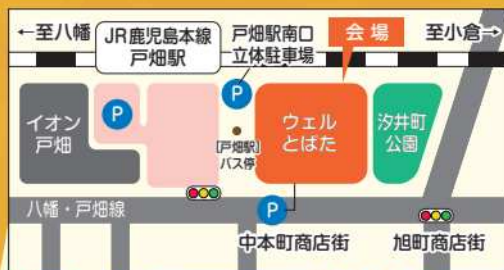 ←至八幡
JR鹿児島本線
戸畑駅
戸畑駅南口
立体駐車場
会場
至小倉→
P
P
イオン
戸畑
[戸畑駅]
バス停
ウェル
とばた
汐井町
公園
八幡・戸畑線
P
中本町商店街
旭町商店街